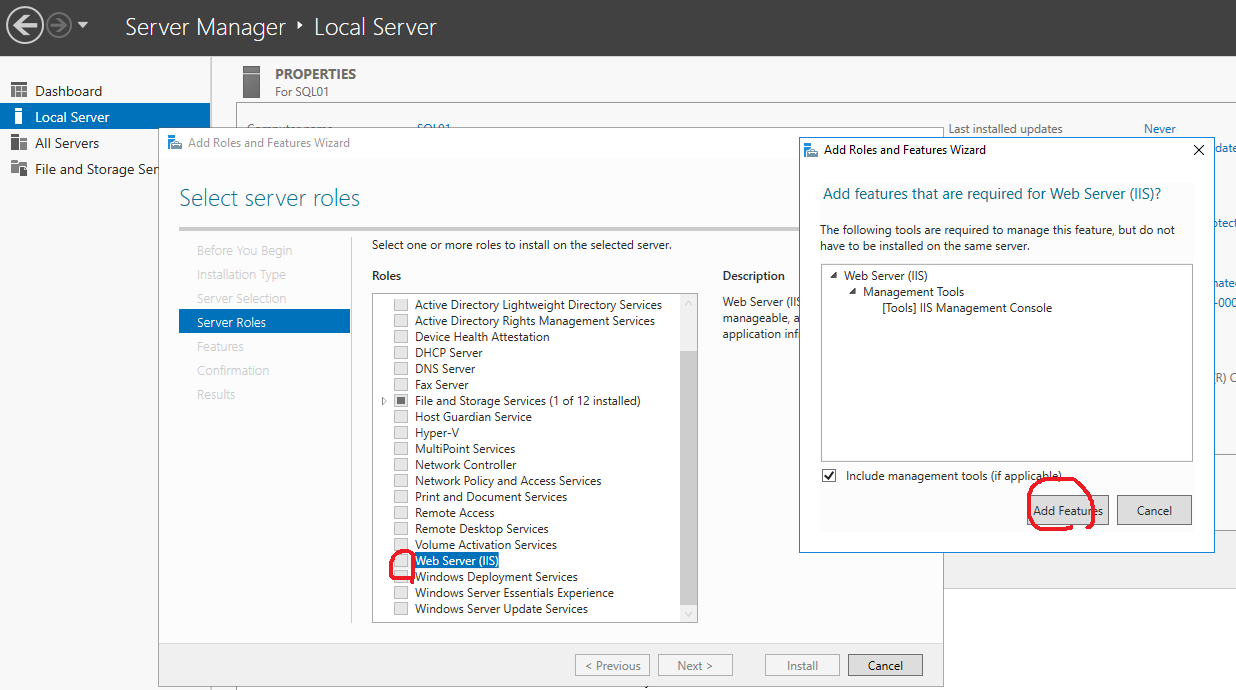 Server Manager ‣ Local Server
Dashboard
Local Server
All Servers
File and Storage Ser
PROPERTIES
For SQL01
Computer name
SQL01
Last installed updates
Never
Add Roles and Features Wizard
Select server roles
Before You Begin
Installation Type
Server Selection
Server Roles
Features
Confirmation
Results
Select one or more roles to install on the selected server.
Roles
Active Directory Lightweight Directory Services
Active Directory Rights Management Services
Device Health Attestation
DHCP Server
DNS Server
Fax Server
File and Storage Services (1 of 12 installed)
Host Guardian Service
Hyper-V
MultiPoint Services
Network Controller
Network Policy and Access Services
Print and Document Services
Remote Access
Remote Desktop Services
Volume Activation Services
Web Server (IIS)
Windows Deployment Services
Windows Server Essentials Experience
Windows Server Update Services
Description
Web Server (IIS
manageable, a
application inf
< Previous
Next >
Install
Cancel
Add Roles and Features Wizard
Add features that are required for Web Server (IIS)?
The following tools are required to manage this feature, but do not
have to be installed on the same server.
Web Server (IIS)
Management Tools
[Tools] IIS Management Console
Include management tools (if applicable)
Add Features
Cancel